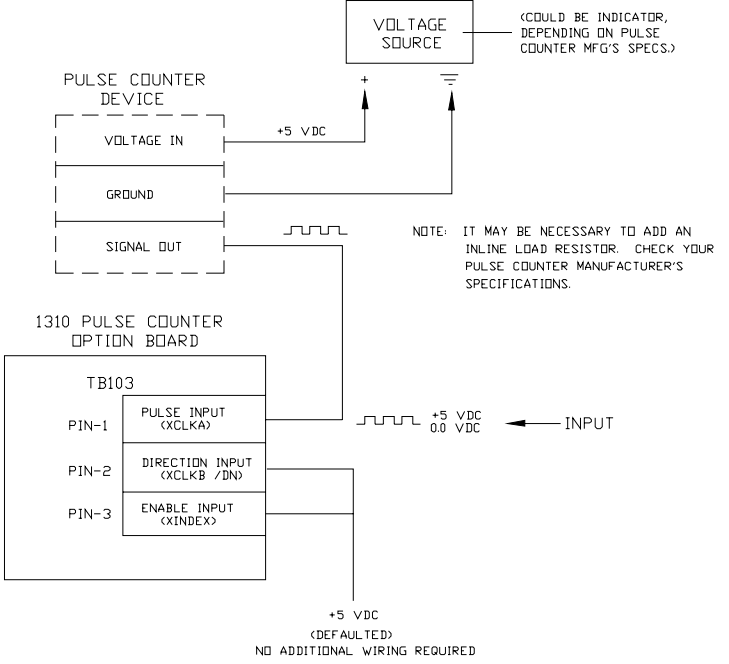 VOLTAGE
SOURCE
(COULD BE INDICATOR,
DEPENDING ON PULSE
COUNTER MFG'S SPECS.)
+
PULSE COUNTER
DEVICE
VOLTAGE IN
+5 VDC
GROUND
SIGNAL OUT
NOTE: IT MAY BE NECESSARY TO ADD AN
INLINE LOAD RESISTOR. CHECK YOUR
PULSE COUNTER MANUFACTURER'S
SPECIFICATIONS.
1310 PULSE COUNTER
OPTION BOARD
TB103
PIN-1
PULSE INPUT
(XCLKA)
+5 VDC
0.0 VDC
INPUT
PIN-2
DIRECTION INPUT
(XCLKB /DN)
PIN-3
ENABLE INPUT
(XINDEX)
+5 VDC
(DEFAULTED)
NO ADDITIONAL WIRING REQUIRED